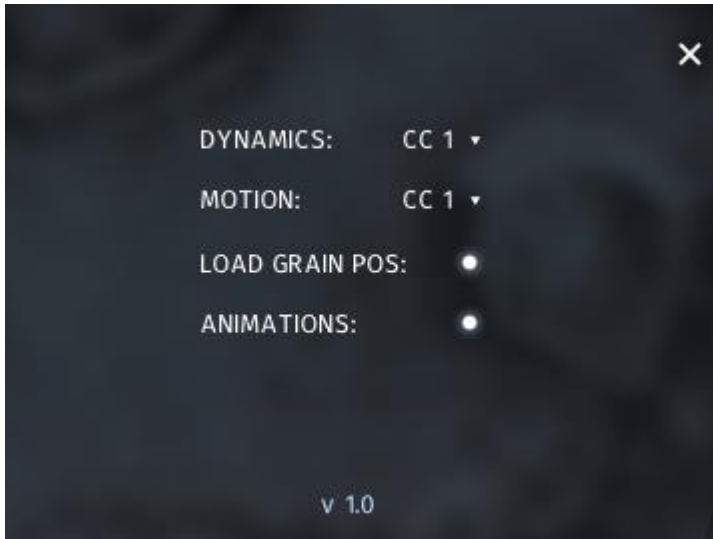 DYNAMICS: CC 1
MOTION: CC 1
LOAD GRAIN POS:
ANIMATIONS:
v 1.0